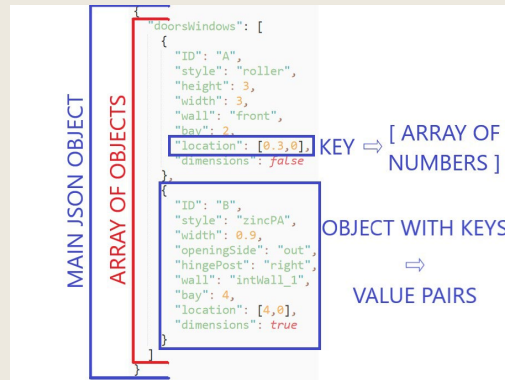 {
"doorsWindows": [
{
"ID": "A",
"style": "roller",
"height": 3,
"width": 3,
"wall": "front",
"bay": 2,
"location": [0.3,0],
"dimensions": false
},
{
"ID": "B",
"style": "zincPA",
"width": 0.9,
"openingSide": "out",
"hingePost": "right",
"wall": "intWall_1",
"bay": 4,
"location": [4,0],
"dimensions": true
}
]
}
MAIN JSON OBJECT
ARRAY OF OBJECTS
KEY ⇨ [ ARRAY OF
NUMBERS ]
OBJECT WITH KEYS
⇨
VALUE PAIRS